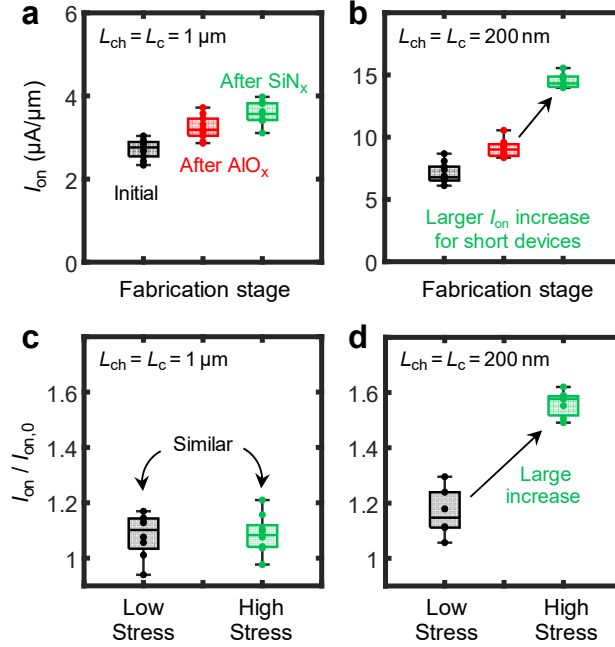 a
L_ch = L_c = 1 μm
I_on (μA/μm)
6
4
2
0
After SiN_x
After AlO_x
Initial
Fabrication stage
b
L_ch = L_c = 200 nm
15
10
5
0
Larger I_on increase
for short devices
Fabrication stage
c
L_ch = L_c = 1 μm
I_on / I_on,0
1.6
1.4
1.2
1
Similar
Low
Stress
High
Stress
d
L_ch = L_c = 200 nm
1.6
1.4
1.2
1
Large
increase
Low
Stress
High
Stress